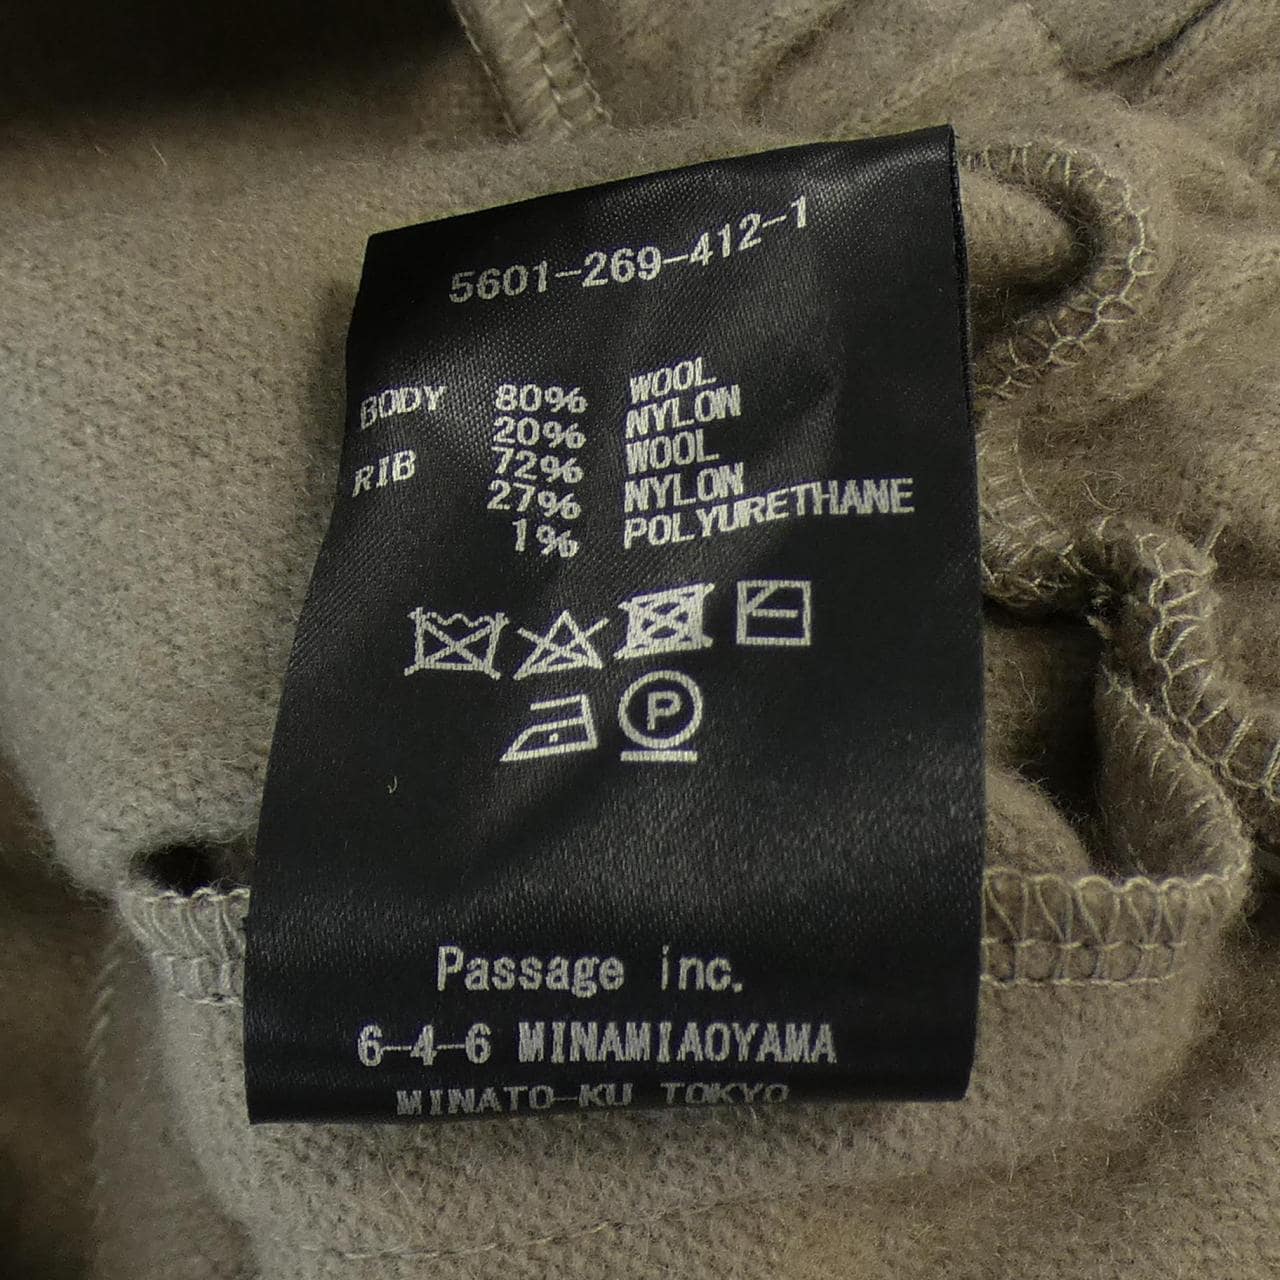 5601-269-412-1
BODY 80% WOOL
20% NYLON
RIB 72% WOOL
27% NYLON
1% POLYURETHANE
P
Passage inc.
6-4-6 MINAMIAOYAMA
MINATO-KU TOKYO